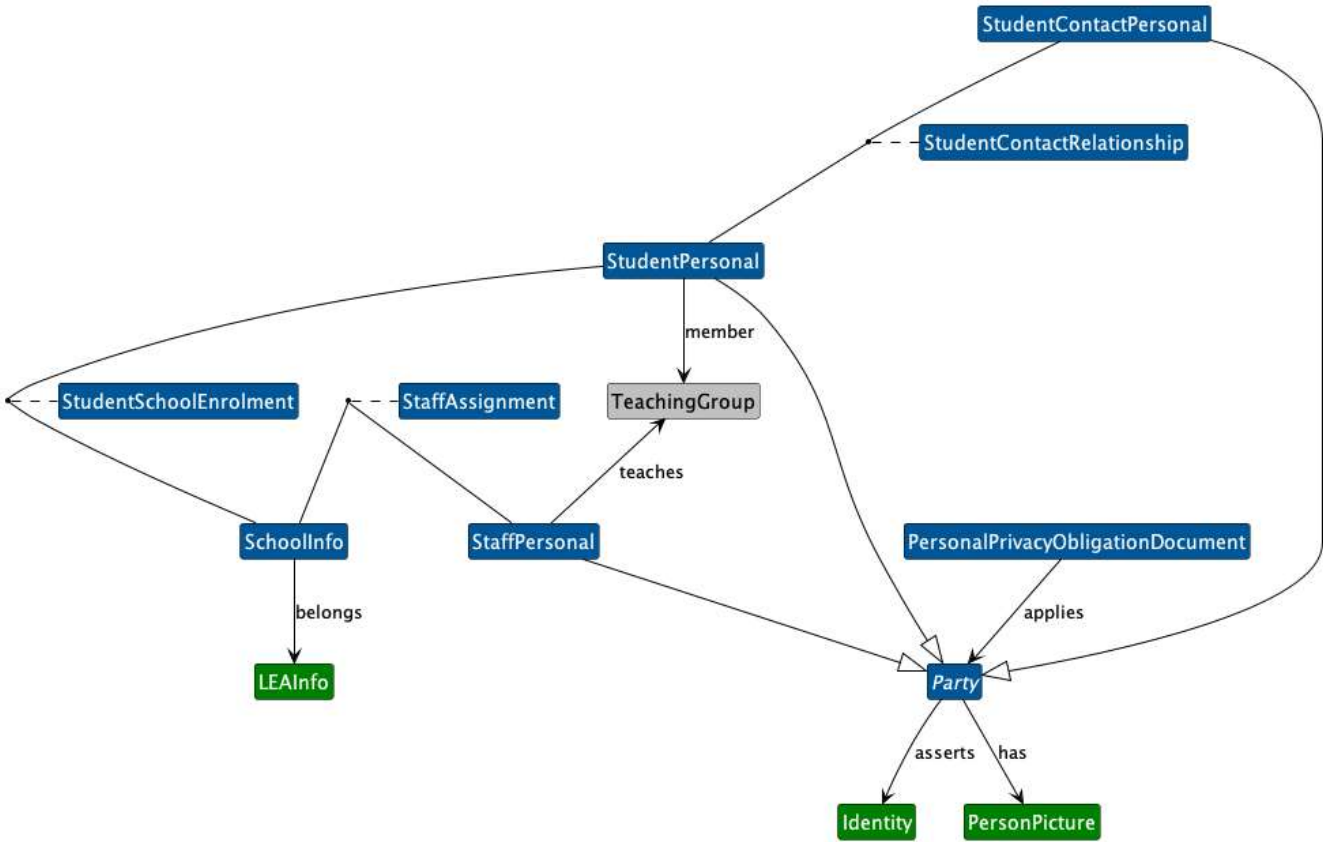 StudentContactPersonal
StudentContactRelationship
StudentPersonal
member
StudentSchoolEnrolment
StaffAssignment
TeachingGroup
teaches
SchoolInfo
StaffPersonal
PersonalPrivacyObligationDocument
belongs
applies
LEAInfo
Party
asserts
has
Identity
PersonPicture